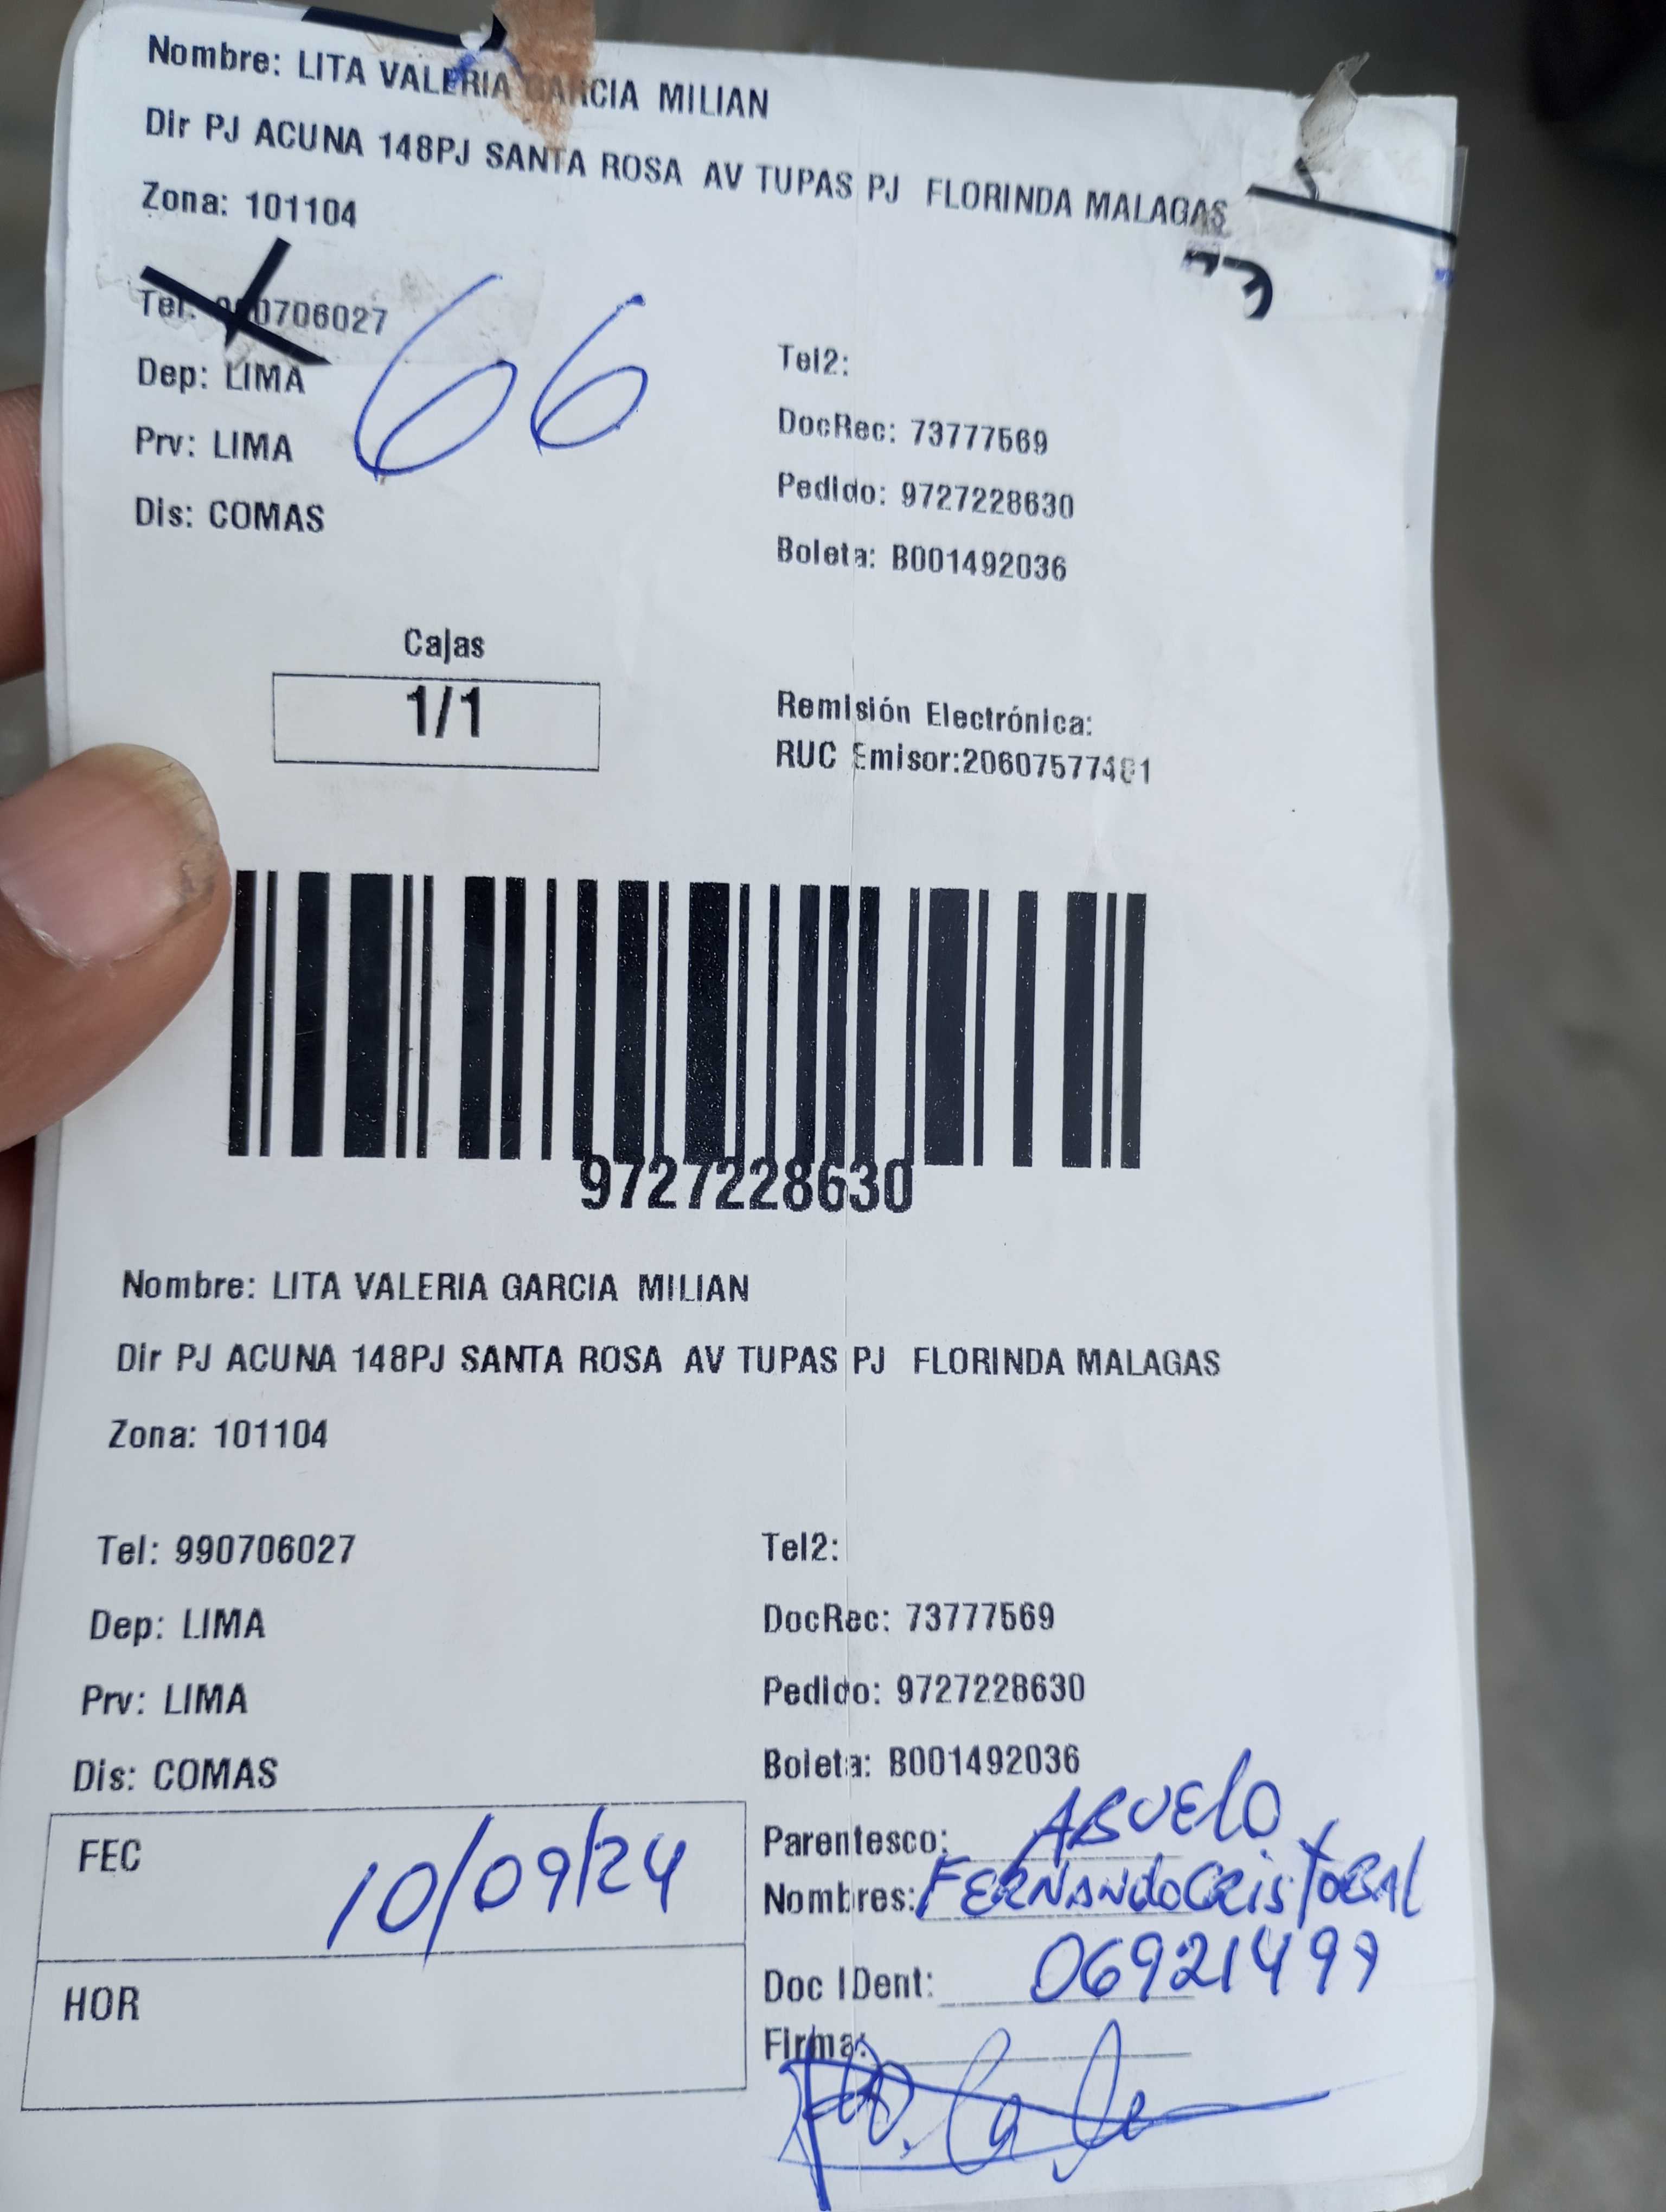 Nombre: LITA VALERIA GARCIA MILIAN
Dir PJ ACUNA 148PJ SANTA ROSA AV TUPAS PJ FLORINDA MALAGAS
Zona: 101104
Tel: 990706027
66
Dep: LIMA
Prv: LIMA
Dis: COMAS
Tel2:
DocRec: 73777569
Pedido: 9727228630
Boleta: B001492036
Cajas
1/1
Remisión Electrónica:
RUC Emisor:
9727228630
Nombre: LITA VALERIA GARCIA MILIAN
Dir PJ ACUNA 148PJ SANTA ROSA AV TUPAS PJ FLORINDA MALAGAS
Zona: 101104
Tel: 990706027
Dep: LIMA
Prv: LIMA
Dis: COMAS
Tel2:
DocRec: 73777569
Pedido: 9727228630
Boleta: B001492036
FEC 10/09/24
HOR
Parentesco: ABUELO
Nombres: FERNANDO CRISTOBAL
Doc IDent: 06921499
Firma: